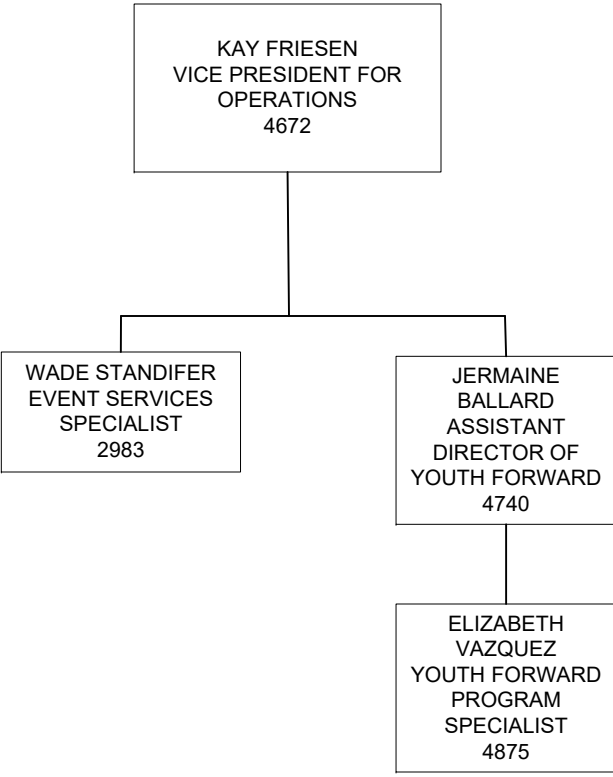 KAY FRIESEN
VICE PRESIDENT FOR
OPERATIONS
4672
WADE STANDIFER
EVENT SERVICES
SPECIALIST
2983
JERMAINE
BALLARD
ASSISTANT
DIRECTOR OF
YOUTH FORWARD
4740
ELIZABETH
VAZQUEZ
YOUTH FORWARD
PROGRAM
SPECIALIST
4875